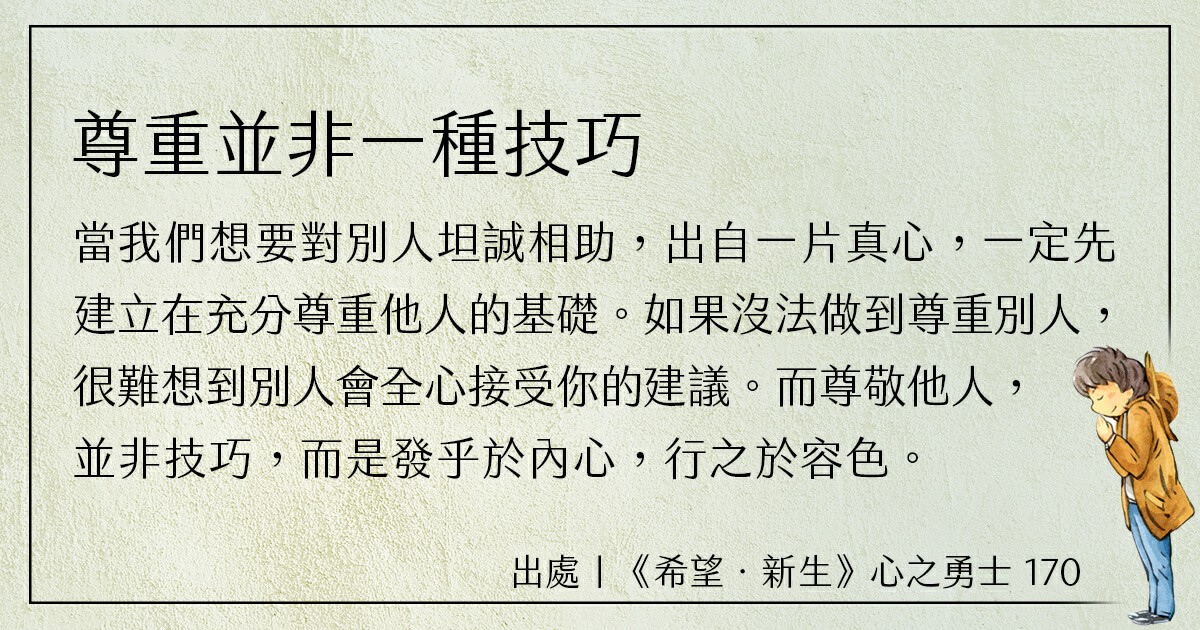 尊重並非一種技巧
當我們想要對別人坦誠相助，出自一片真心，一定先
建立在充分尊重他人的基礎。如果沒法做到尊重別人，
很難想到別人會全心接受你的建議。而尊敬他人，
並非技巧，而是發乎於內心，行之於容色。
出處｜《希望．新生》心之勇士 170